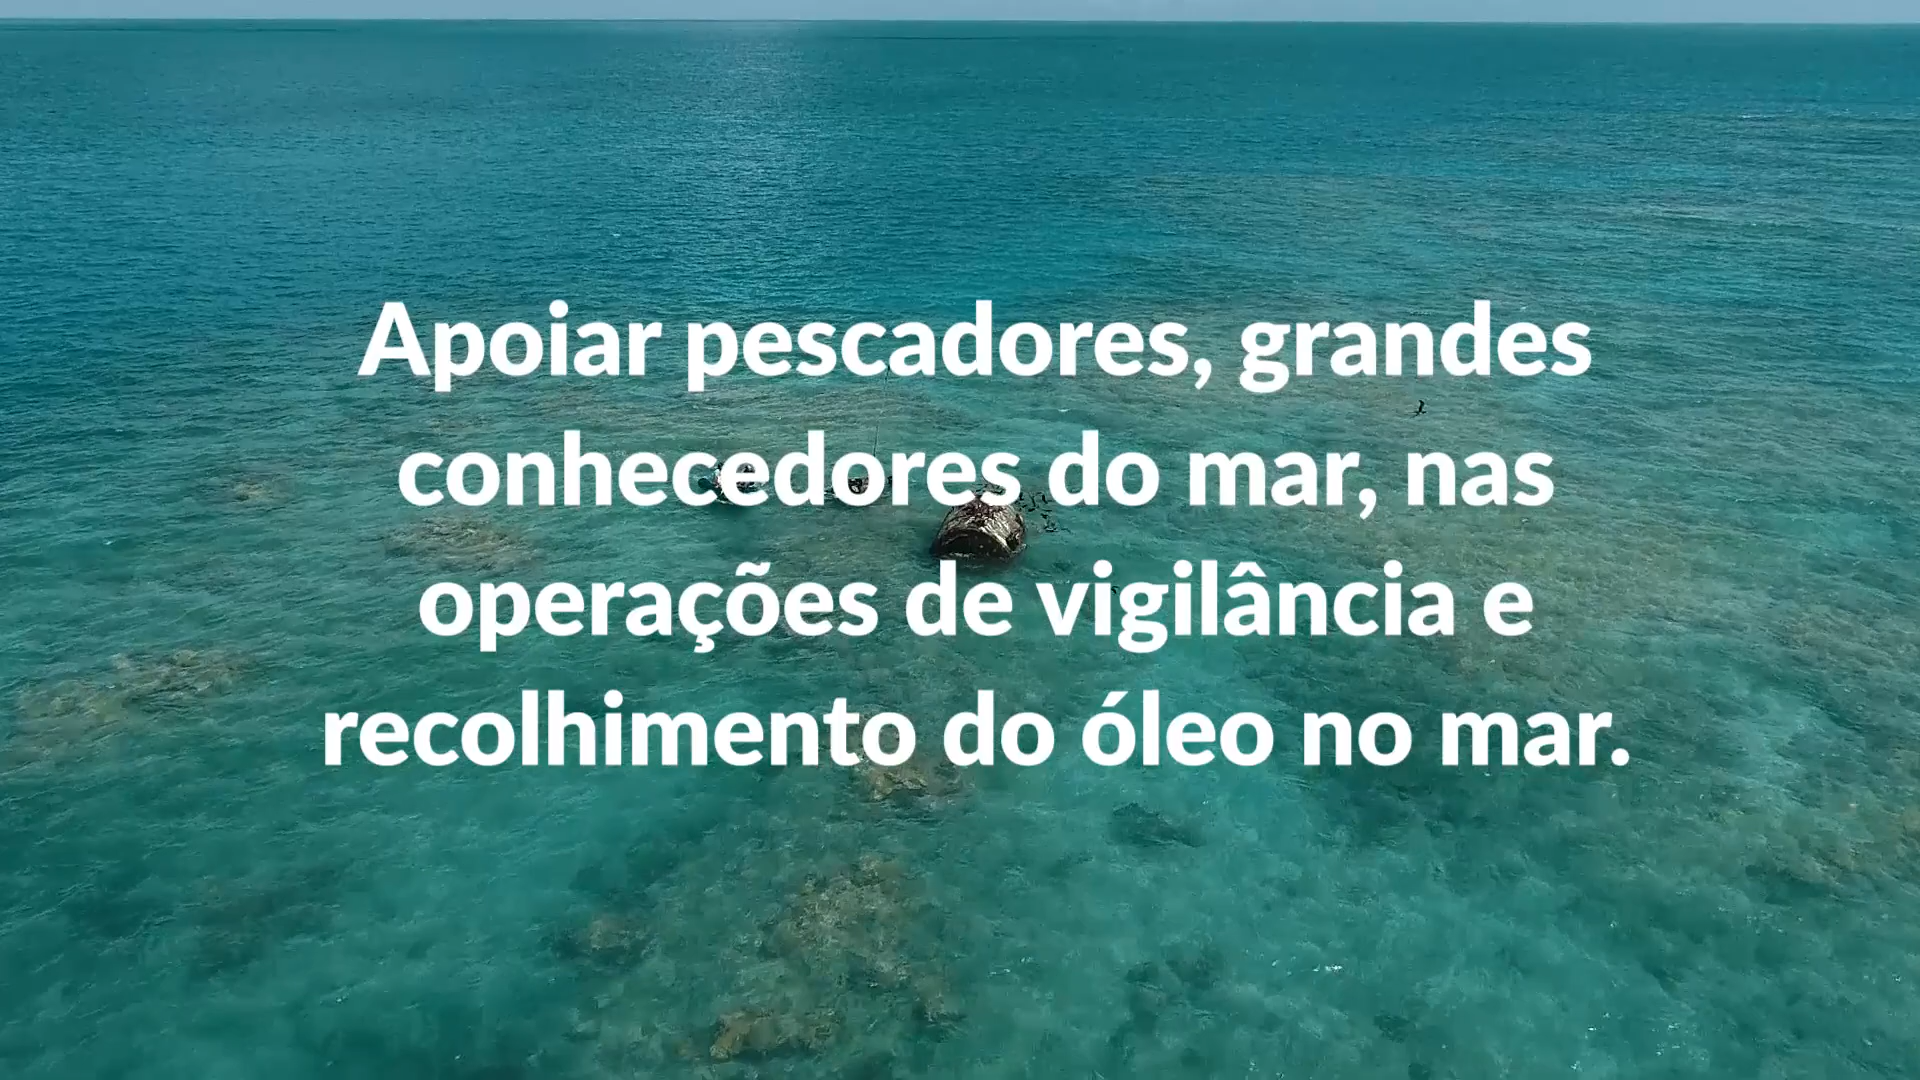 Apoiar pescadores, grandes
conhecedores do mar, nas
operações de vigilância e
recolhimento do óleo no mar.